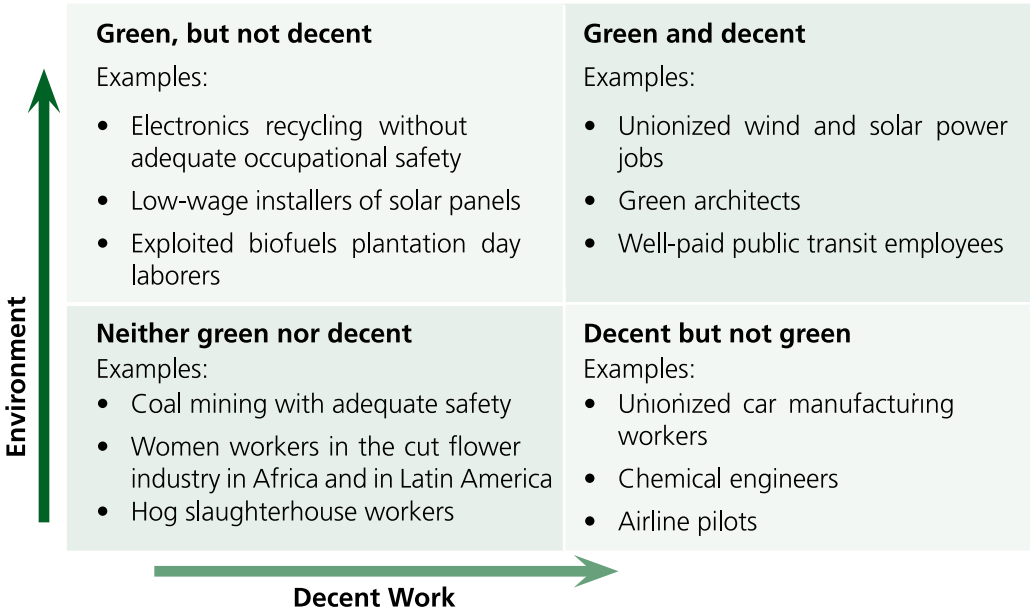 Green, but not decent
Examples:
• Electronics recycling without
adequate occupational safety
• Low-wage installers of solar panels
• Exploited biofuels plantation day
laborers
Green and decent
Examples:
• Unionized wind and solar power
jobs
• Green architects
• Well-paid public transit employees
Neither green nor decent
Examples:
• Coal mining with adequate safety
• Women workers in the cut flower
industry in Africa and in Latin America
• Hog slaughterhouse workers
Decent but not green
Examples:
• Unionized car manufacturing
workers
• Chemical engineers
• Airline pilots
Environment
Decent Work